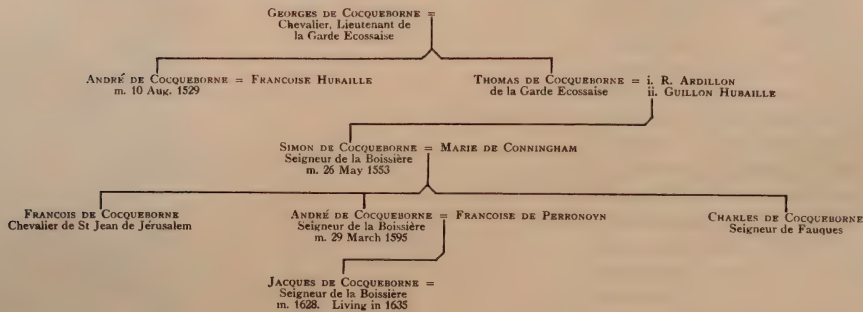 GEORGES DE COCQUEBORNE =
Chevalier, Lieutenant de
la Garde Ecossaise
ANDRÉ DE COCQUEBORNE = FRANCOISE HUBAILLE
m. 10 Aug. 1529
THOMAS DE COCQUEBORNE = i. R. ARDILLON
de la Garde Ecossaise ii. GUILLON HUBAILLE
SIMON DE COCQUEBORNE = MARIE DE CONNINGHAM
Seigneur de la Boissière
m. 26 May 1553
FRANCOIS DE COCQUEBORNE
Chevalier de St Jean de Jérusalem
ANDRÉ DE COCQUEBORNE = FRANCOISE DE PERRONOYN
Seigneur de la Boissière
m. 29 March 1595
CHARLES DE COCQUEBORNE
Seigneur de Fauques
JACQUES DE COCQUEBORNE =
Seigneur de la Boissière
m. 1628. Living in 1635